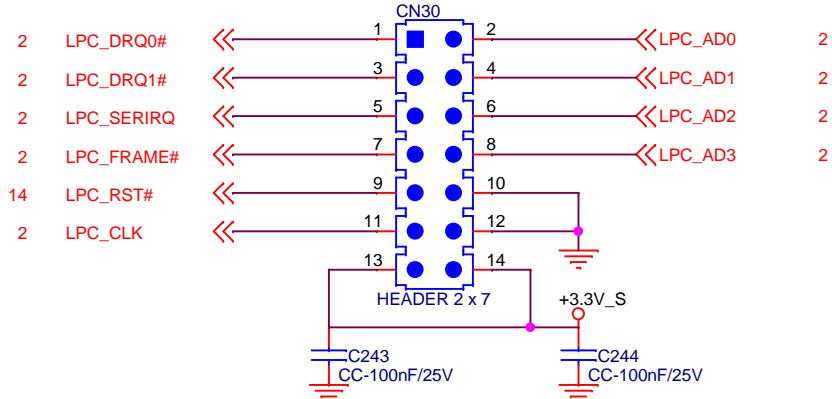 CN30
2 LPC_DRQ0# 1 2 LPC_AD0 2
2 LPC_DRQ1# 3 4 LPC_AD1 2
2 LPC_SERIRQ 5 6 LPC_AD2 2
2 LPC_FRAME# 7 8 LPC_AD3 2
14 LPC_RST# 9 10
2 LPC_CLK 11 12
13 14
HEADER 2 x 7 +3.3V_S
C243 C244
CC-100nF/25V CC-100nF/25V